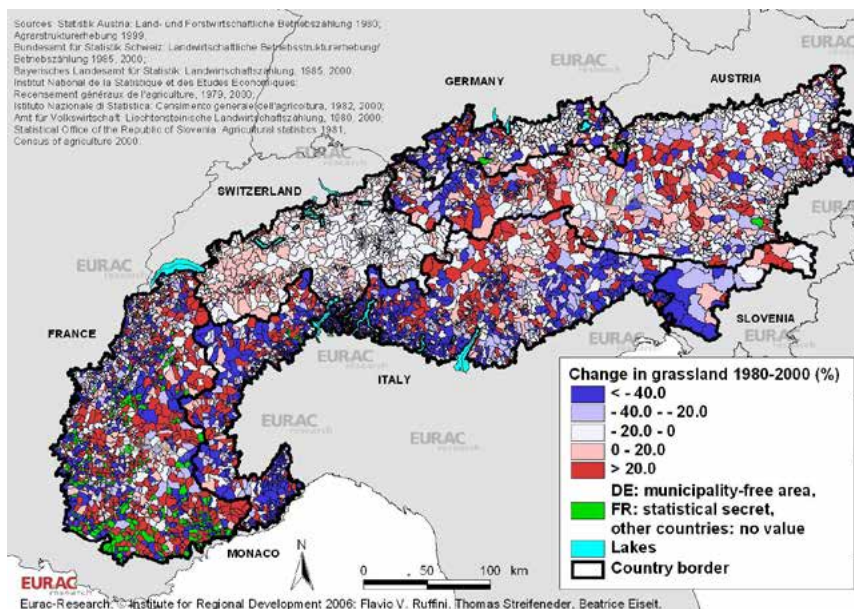 Sources: Statistik Austria: Land- und Forstwirtschaftliche Betriebszählung 1980;
Agrarstrukturerhebung 1999,
Bundesamt für Statistik Schweiz: Landwirtschaftliche Betriebsstrukturerhebung/
Betriebszählung 1985, 2000;
Bayerisches Landesamt für Statistik: Landwirtschaftszählung, 1985, 2000.
Institut National de la Statistique et des Etudes Economiques:
Recensement généraux de l'agriculture, 1979, 2000;
Istituto Nazionale di Statistica: Censimento generale dell'agricoltura, 1982, 2000;
Amt für Volkswirtschaft: Liechtensteinische Landwirtschaftszählung, 1980, 2000;
Statistical Office of the Republic of Slovenia: Agricultural statistics 1981,
Census of agriculture 2000.
GERMANY
AUSTRIA
SWITZERLAND
FRANCE
SLOVENIA
ITALY
MONACO
EURAC
research
Change in grassland 1980-2000 (%)
< - 40.0
- 40.0 - - 20.0
- 20.0 - 0
0 - 20.0
> 20.0
DE: municipality-free area,
FR: statistical secret,
other countries: no value
Lakes
Country border
N
0 50 100 km
EURAC
research
Eurac-Research, © Institute for Regional Development 2006: Flavio V. Ruffini, Thomas Streifeneder, Beatrice Eiselt.